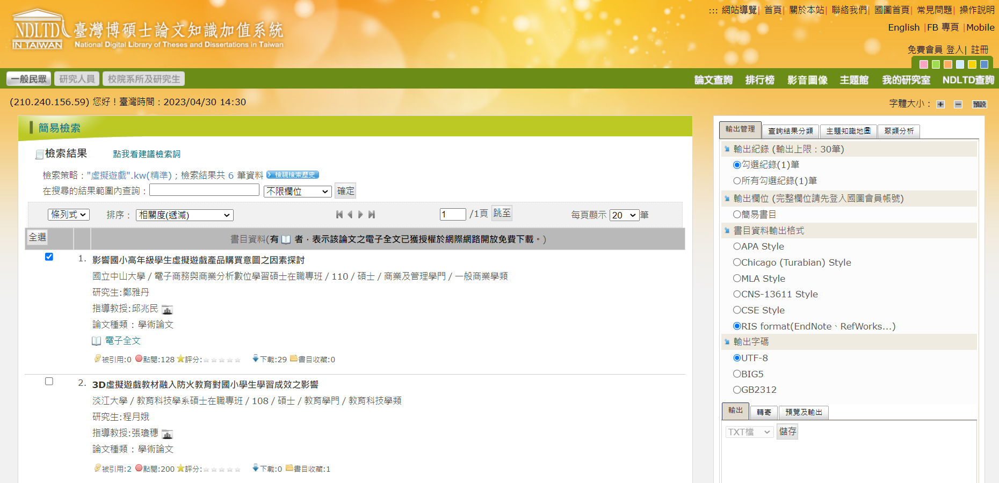 ::: 網站導覽| 首頁| 關於本站| 聯絡我們| 國圖首頁| 常見問題| 操作說明
English |FB 專頁 |Mobile
免費會員 登入| 註冊
NDLTD
IN TAIWAN
臺灣博碩士論文知識加值系統
National Digital Library of Theses and Dissertations in Taiwan
一般民眾 研究人員 校院系所及研究生
論文查詢 排行榜 影音圖像 主題館 我的研究室 NDLTD查詢
(210.240.156.59) 您好！臺灣時間：2023/04/30 14:30
字體大小： + − 預設
簡易檢索
檢索結果 點我看建議檢索詞
檢索策略："虛擬遊戲".kw(精準)；檢索結果共 6 筆資料 檢視檢索歷史
在搜尋的結果範圍內查詢： 不限欄位 確定
條列式 排序： 相關度(遞減) 1 /1頁 跳至 每頁顯示 20 筆
全選 書目資料(有 者，表示該論文之電子全文已獲授權於網際網路開放免費下載。)
1. 影響國小高年級學生虛擬遊戲產品購買意圖之因素探討
國立中山大學 / 電子商務與商業分析數位學習碩士在職專班 / 110 / 碩士 / 商業及管理學門 / 一般商業學類
研究生:鄭雅丹
指導教授:邱兆民
論文種類：學術論文
電子全文
被引用:0 點閱:128 評分: 下載:29 書目收藏:0
2. 3D虛擬遊戲教材融入防火教育對國小學生學習成效之影響
淡江大學 / 教育科技學系碩士在職專班 / 108 / 碩士 / 教育學門 / 教育科技學類
研究生:程月娥
指導教授:張瓊穗
論文種類：學術論文
被引用:2 點閱:200 評分: 下載:0 書目收藏:1
輸出管理 查詢結果分類 主題知識地圖 聚類分析
輸出紀錄 (輸出上限：30筆)
勾選紀錄(1)筆
所有勾選紀錄(1)筆
輸出欄位 (完整欄位請先登入國圖會員帳號)
簡易書目
書目資料輸出格式
APA Style
Chicago (Turabian) Style
MLA Style
CNS-13611 Style
CSE Style
RIS format(EndNote、RefWorks...)
輸出字碼
UTF-8
BIG5
GB2312
輸出 轉寄 預覽及輸出
TXT檔 儲存